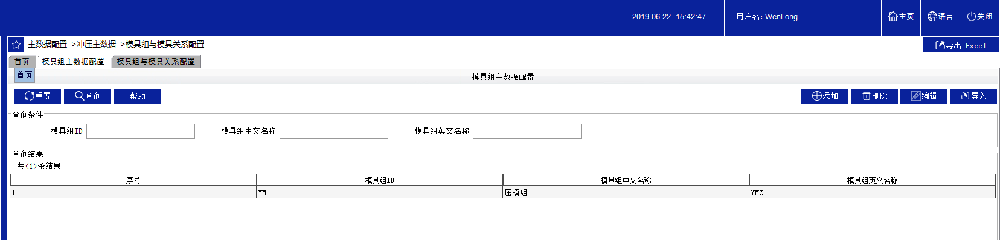 2019-06-22 15:42:47 用户名: WenLong 主页 语言 关闭
主数据配置->冲压主数据->模具组与模具关系配置 导出 Excel
首页 模具组主数据配置 模具组与模具关系配置
首页
模具组主数据配置
重置 查询 帮助 添加 删除 编辑 导入
查询条件
模具组ID 模具组中文名称 模具组英文名称
查询结果
共<1>条结果
序号 模具组ID 模具组中文名称 模具组英文名称
1 YM 压模组 YMZ